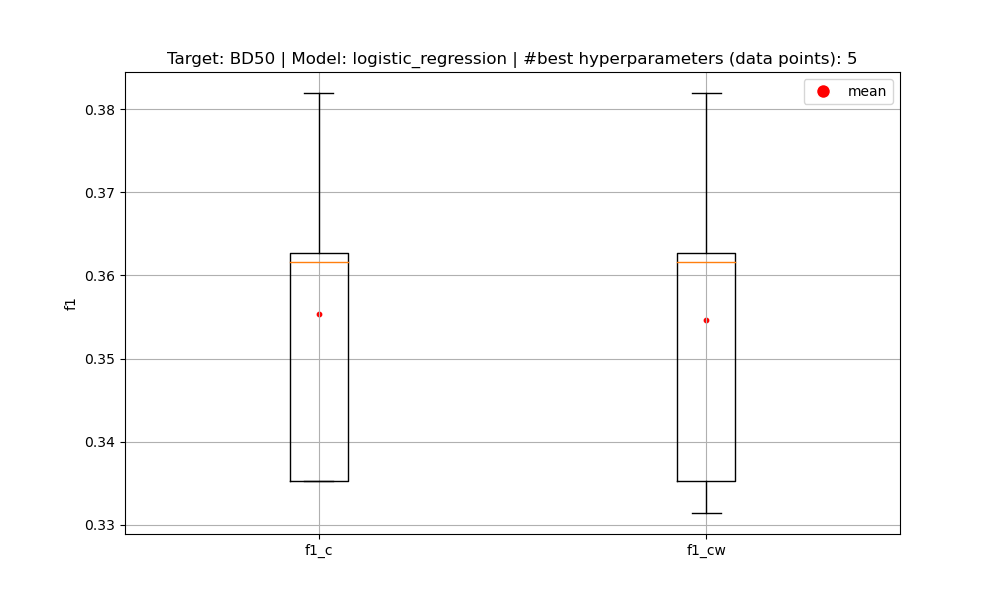 Target: BD50 | Model: logistic_regression | #best hyperparameters (data points): 5
mean
0.38
0.37
0.36
0.35
0.34
0.33
f1
f1_c
f1_cw